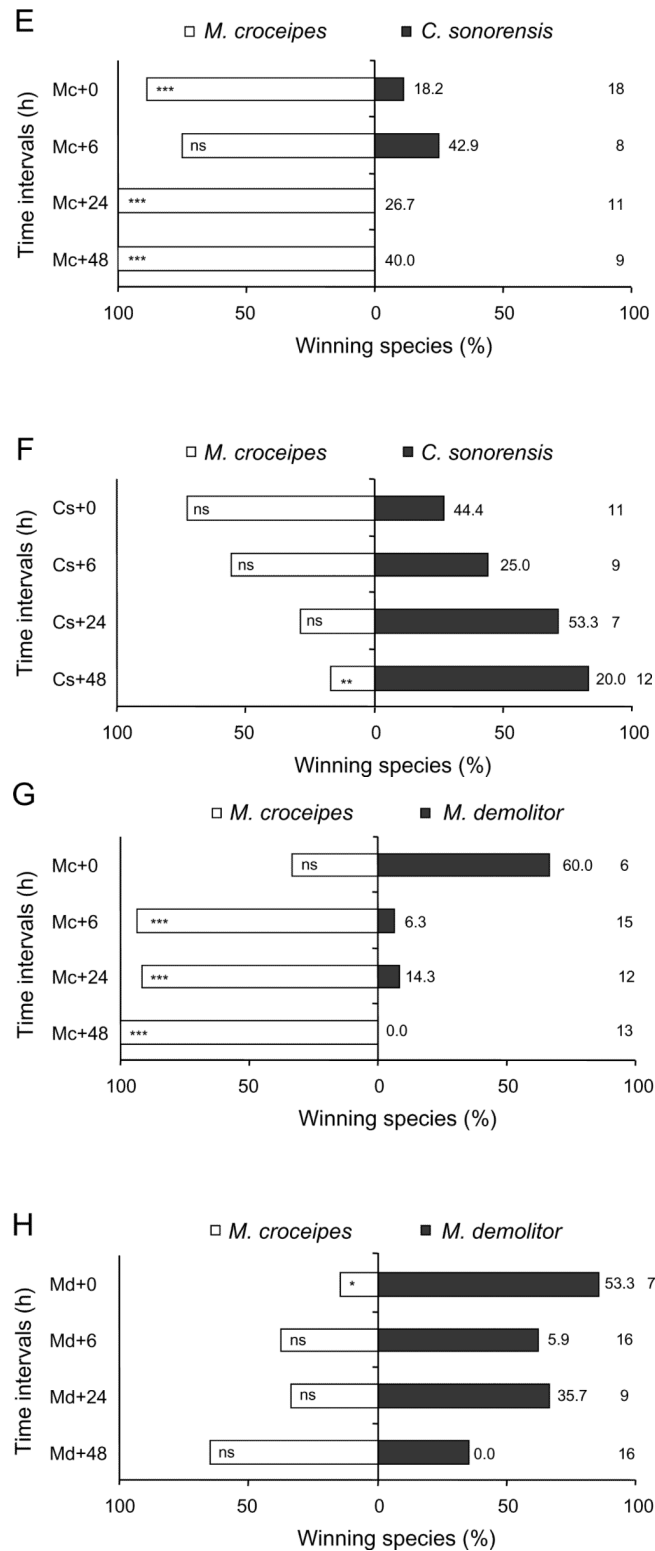 E
□ M. croceipes ■ C. sonorensis
Time intervals (h)
Mc+0 *** 18.2 18
Mc+6 ns 42.9 8
Mc+24 *** 26.7 11
Mc+48 *** 40.0 9
100 50 0 50 100
Winning species (%)
F
□ M. croceipes ■ C. sonorensis
Time intervals (h)
Cs+0 ns 44.4 11
Cs+6 ns 25.0 9
Cs+24 ns 53.3 7
Cs+48 ** 20.0 12
100 50 0 50 100
Winning species (%)
G
□ M. croceipes ■ M. demolitor
Time intervals (h)
Mc+0 ns 60.0 6
Mc+6 *** 6.3 15
Mc+24 *** 14.3 12
Mc+48 *** 0.0 13
100 50 0 50 100
Winning species (%)
H
□ M. croceipes ■ M. demolitor
Time intervals (h)
Md+0 * 53.3 7
Md+6 ns 5.9 16
Md+24 ns 35.7 9
Md+48 ns 0.0 16
100 50 0 50 100
Winning species (%)